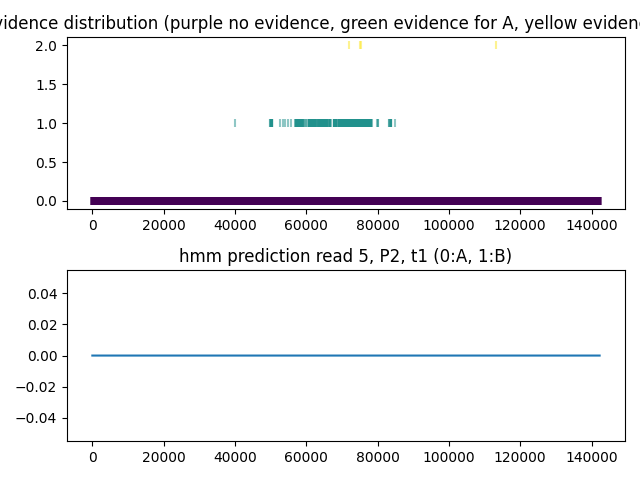 vidence distribution (purple no evidence, green evidence for A, yellow eviden
2.0
1.5
1.0
0.5
0.0
0 20000 40000 60000 80000 100000 120000 140000
hmm prediction read 5, P2, t1 (0:A, 1:B)
0.04
0.02
0.00
−0.02
−0.04
0 20000 40000 60000 80000 100000 120000 140000